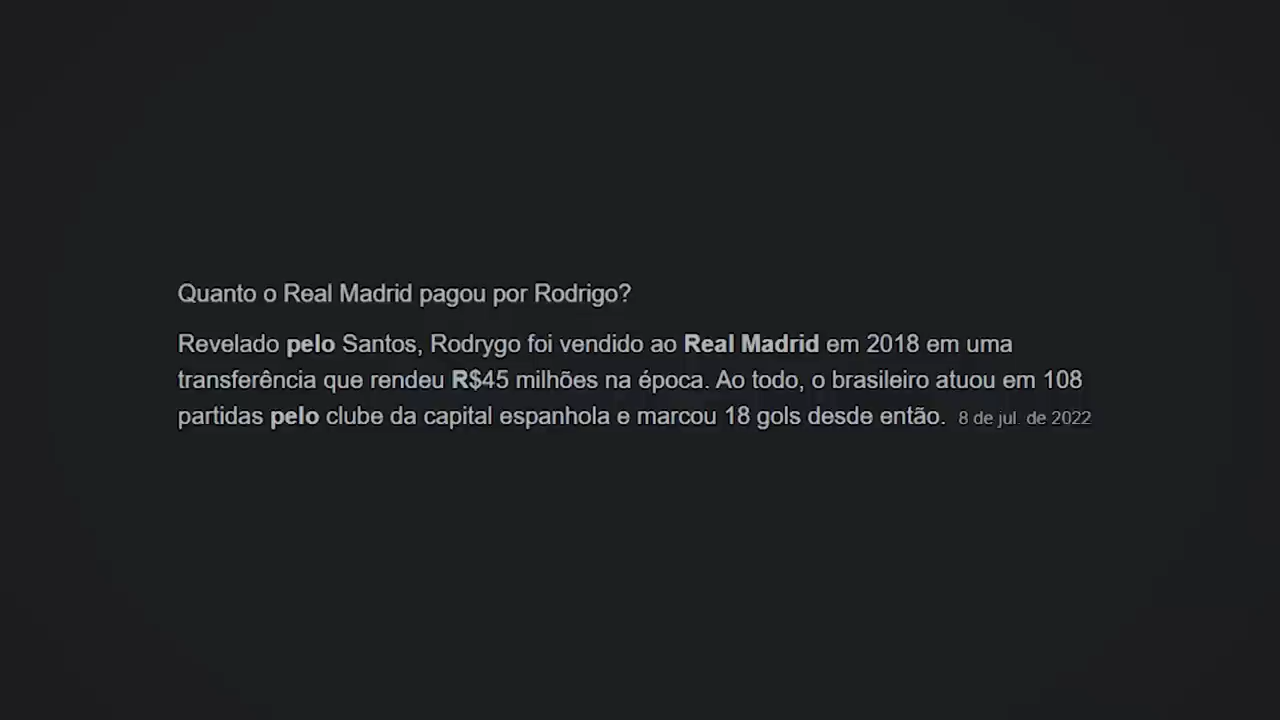 Quanto o Real Madrid pagou por Rodrigo?
Revelado pelo Santos, Rodrygo foi vendido ao Real Madrid em 2018 em uma
transferência que rendeu R$45 milhões na época. Ao todo, o brasileiro atuou em 108
partidas pelo clube da capital espanhola e marcou 18 gols desde então. 8 de jul. de 2022